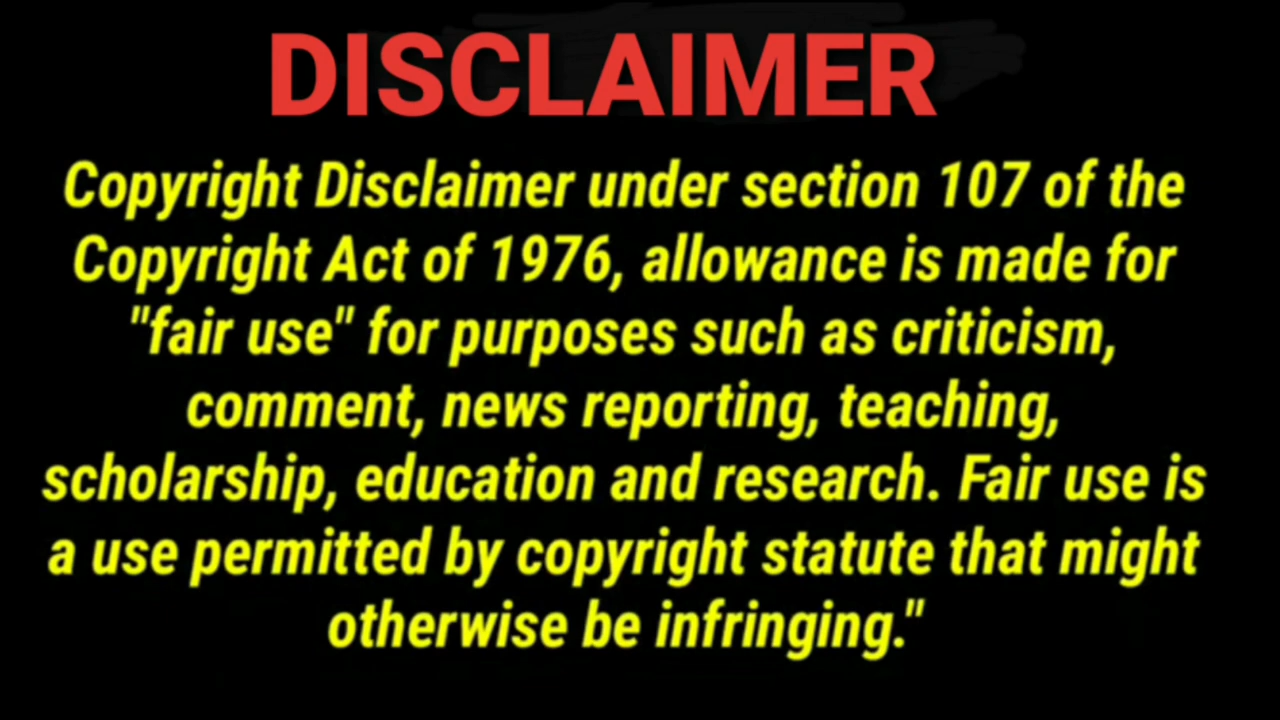 DISCLAIMER
Copyright Disclaimer under section 107 of the
Copyright Act of 1976, allowance is made for
"fair use" for purposes such as criticism,
comment, news reporting, teaching,
scholarship, education and research. Fair use is
a use permitted by copyright statute that might
otherwise be infringing."